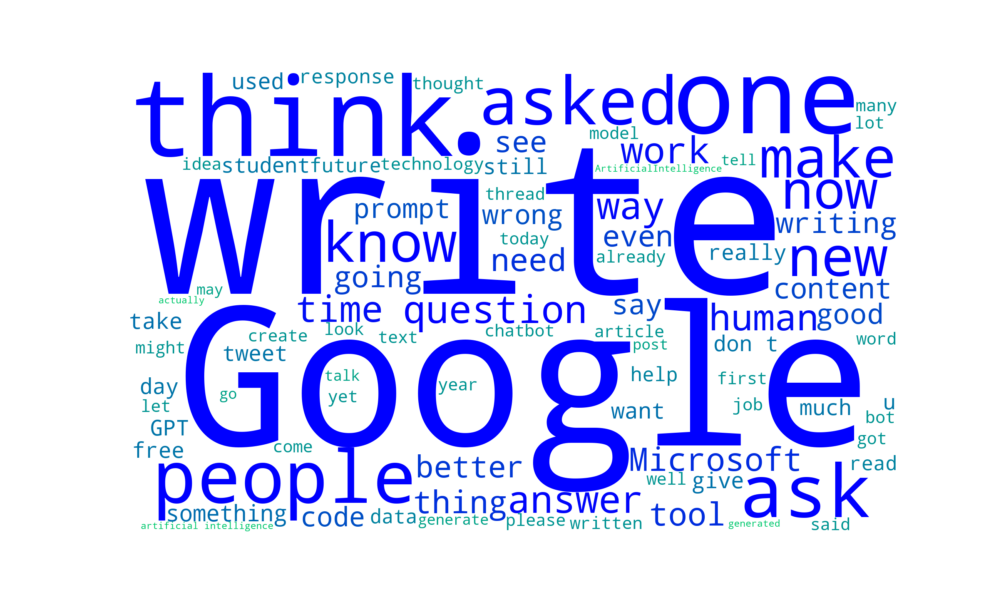 think.
used response thought
asked one
many
lot
see
model
work
make
idea student future technology still
ArtificialIntelligence tell
write
thread
prompt
wrong
way
now
writing
know
today
even
really
need
already
new
going
content
may
actually
time question
say
human good
take
create look text chatbot article
don t
word
might
tweet
post
Google
day
go
talk
year
help
first
let
yet
want
job much u
bot
GPT
free
come
got
people
better
Microsoft
read
well give
ask
thing answer
something code data generate please written
tool
artificial intelligence
generated said